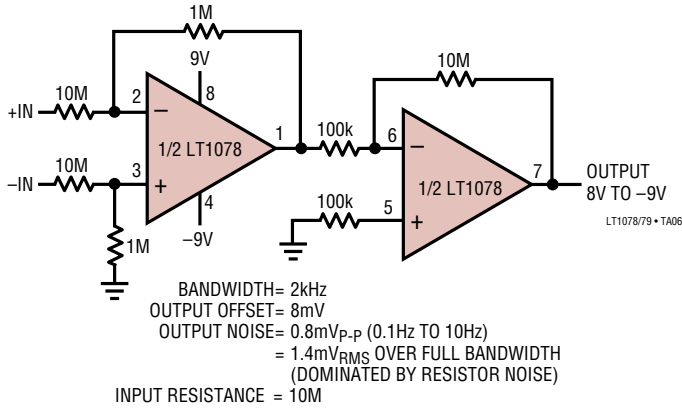 1M
9V
10M
10M
2
8
+IN
−
1
100k
6
−
1/2 LT1078
7
OUTPUT
10M
3
1/2 LT1078
8V TO −9V
−IN
+
100k
5
+
LT1078/79 • TA06
4
1M
−9V
BANDWIDTH= 2kHz
OUTPUT OFFSET= 8mV
OUTPUT NOISE= 0.8mVP-P (0.1Hz TO 10Hz)
= 1.4mVRMS OVER FULL BANDWIDTH
(DOMINATED BY RESISTOR NOISE)
INPUT RESISTANCE = 10M